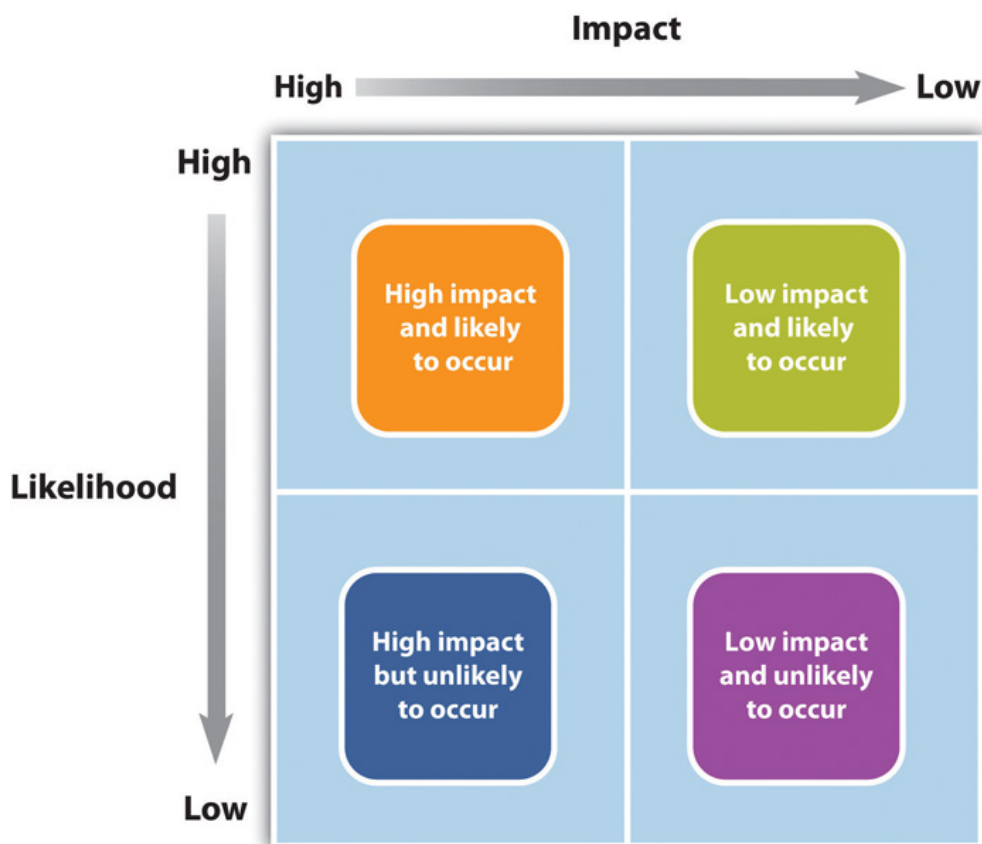 Impact
High
Low
High
High impact
and likely
to occur
Low impact
and likely
to occur
Likelihood
High impact
but unlikely
to occur
Low impact
and unlikely
to occur
Low